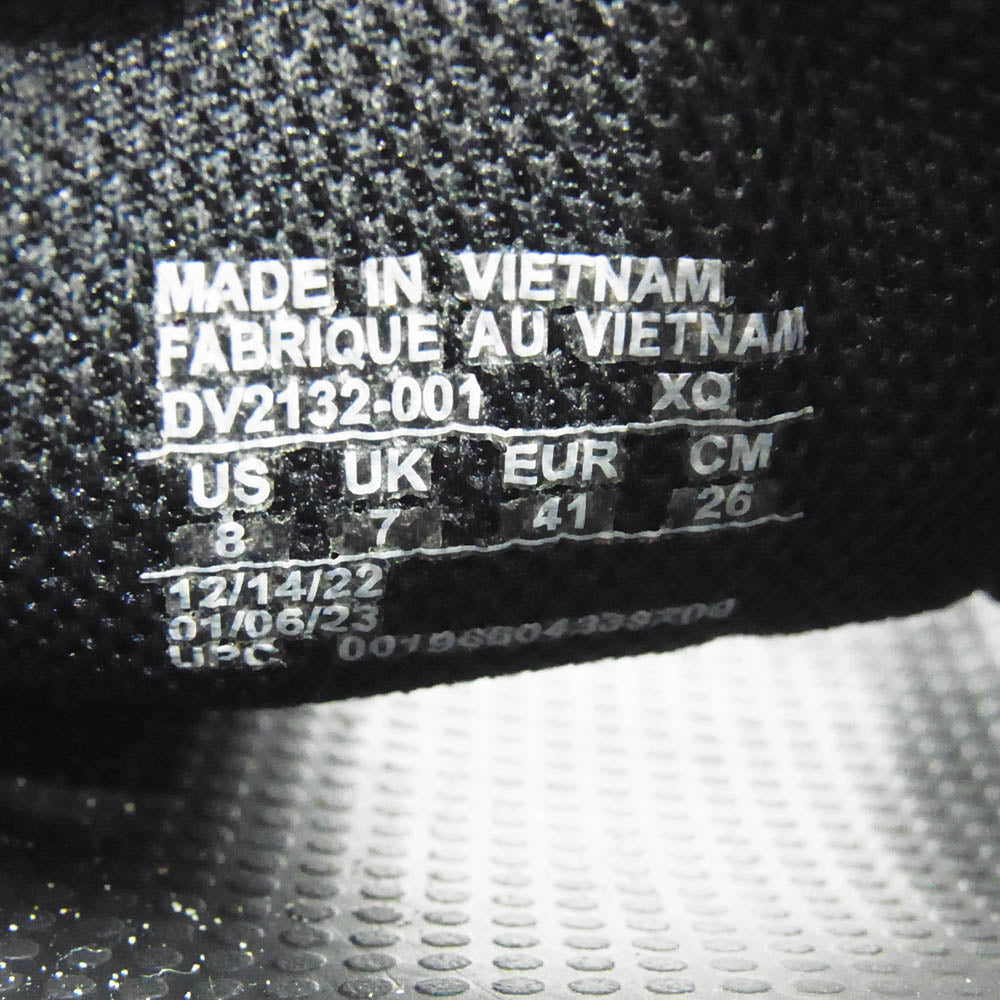 MADE IN VIETNAM
FABRIQUE AU VIETNAM
DV2132-001 XQ
US UK EUR CM
8 7 41 26
12/14/22
01/06/23
UPC